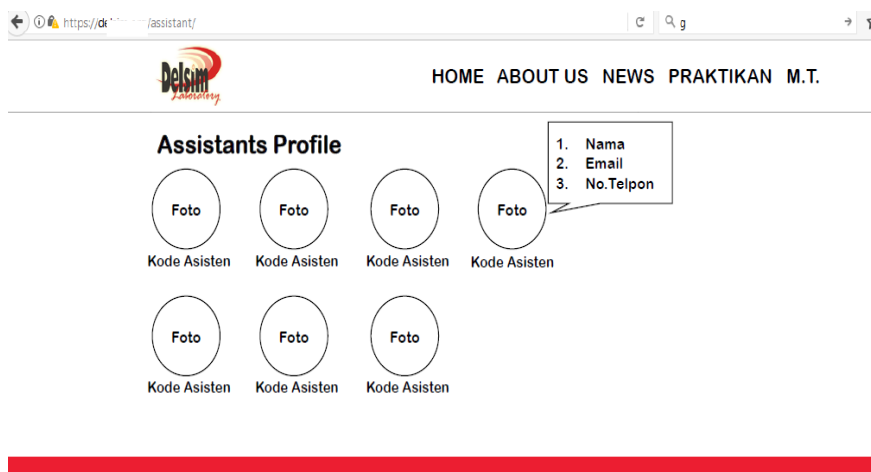 /assistant/
g
Delsim
Laboratory
HOME ABOUT US NEWS PRAKTIKAN M.T.
Assistants Profile
1. Nama
2. Email
3. No.Telpon
Foto Foto Foto Foto
Kode Asisten Kode Asisten Kode Asisten Kode Asisten
Foto Foto Foto
Kode Asisten Kode Asisten Kode Asisten